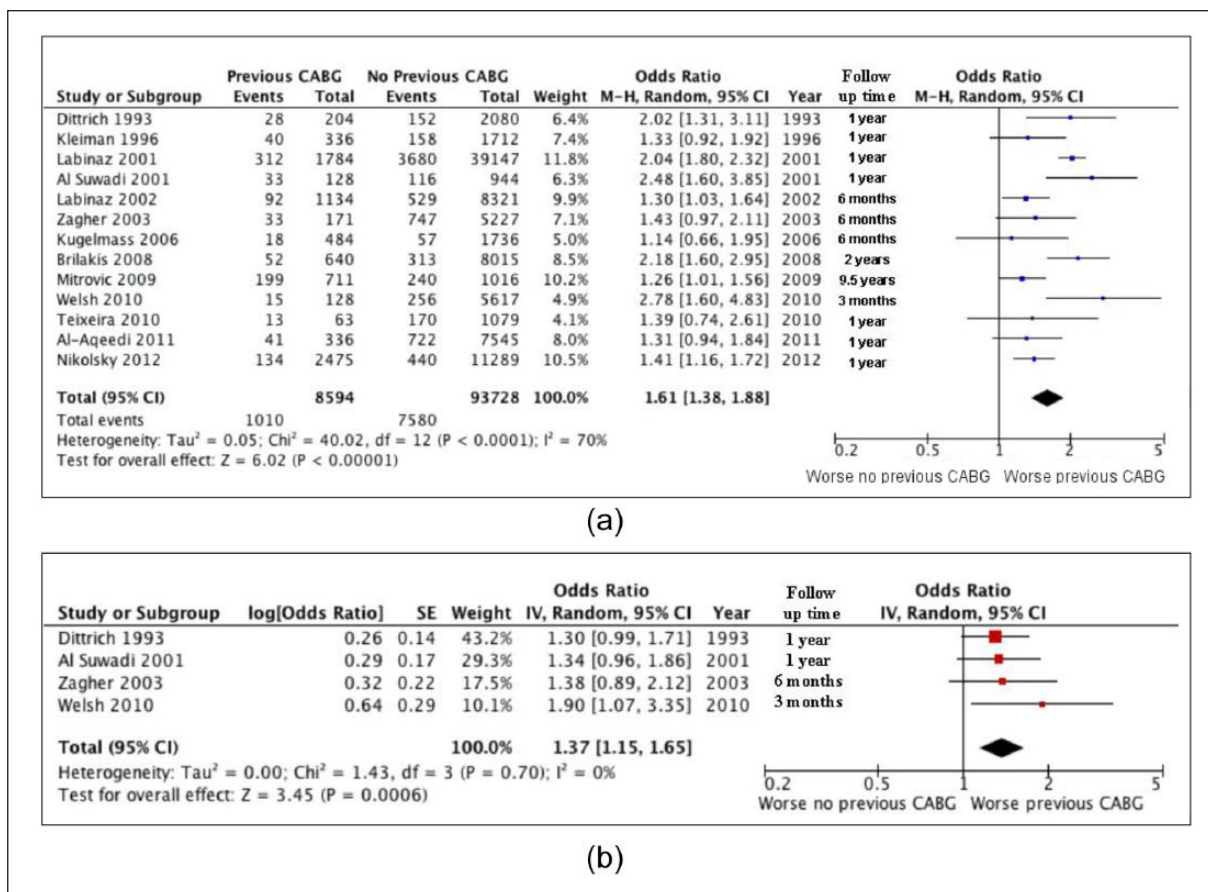 Previous CABG No Previous CABG Odds Ratio Follow Odds Ratio
Study or Subgroup Events Total Events Total Weight M-H, Random, 95% CI Year up time M-H, Random, 95% CI
Dittrich 1993 28 204 152 2080 6.4% 2.02 [1.31, 3.11] 1993 1 year
Kleiman 1996 40 336 158 1712 7.4% 1.33 [0.92, 1.92] 1996 1 year
Labinaz 2001 312 1784 3680 39147 11.8% 2.04 [1.80, 2.32] 2001 1 year
Al Suwadi 2001 33 128 116 944 6.3% 2.48 [1.60, 3.85] 2001 1 year
Labinaz 2002 92 1134 529 8321 9.9% 1.30 [1.03, 1.64] 2002 6 months
Zagher 2003 33 171 747 5227 7.1% 1.43 [0.97, 2.11] 2003 6 months
Kugelmass 2006 18 484 57 1736 5.0% 1.14 [0.66, 1.95] 2006 6 months
Brilakis 2008 52 640 313 8015 8.5% 2.18 [1.60, 2.95] 2008 2 years
Mitrovic 2009 199 711 240 1016 10.2% 1.26 [1.01, 1.56] 2009 9.5 years
Welsh 2010 15 128 256 5617 4.9% 2.78 [1.60, 4.83] 2010 3 months
Teixeira 2010 13 63 170 1079 4.1% 1.39 [0.74, 2.61] 2010 1 year
Al-Aqeedi 2011 41 336 722 7545 8.0% 1.31 [0.94, 1.84] 2011 1 year
Nikolsky 2012 134 2475 440 11289 10.5% 1.41 [1.16, 1.72] 2012 1 year
Total (95% CI) 8594 93728 100.0% 1.61 [1.38, 1.88]
Total events 1010 7580
Heterogeneity: Tau² = 0.05; Chi² = 40.02, df = 12 (P < 0.0001); I² = 70%
Test for overall effect: Z = 6.02 (P < 0.00001)
0.2 0.5 1 2 5
Worse no previous CABG Worse previous CABG
(a)
Odds Ratio Follow Odds Ratio
Study or Subgroup log[Odds Ratio] SE Weight IV, Random, 95% CI Year up time IV, Random, 95% CI
Dittrich 1993 0.26 0.14 43.2% 1.30 [0.99, 1.71] 1993 1 year
Al Suwadi 2001 0.29 0.17 29.3% 1.34 [0.96, 1.86] 2001 1 year
Zagher 2003 0.32 0.22 17.5% 1.38 [0.89, 2.12] 2003 6 months
Welsh 2010 0.64 0.29 10.1% 1.90 [1.07, 3.35] 2010 3 months
Total (95% CI) 100.0% 1.37 [1.15, 1.65]
Heterogeneity: Tau² = 0.00; Chi² = 1.43, df = 3 (P = 0.70); I² = 0%
Test for overall effect: Z = 3.45 (P = 0.0006)
0.2 0.5 1 2 5
Worse no previous CABG Worse previous CABG
(b)